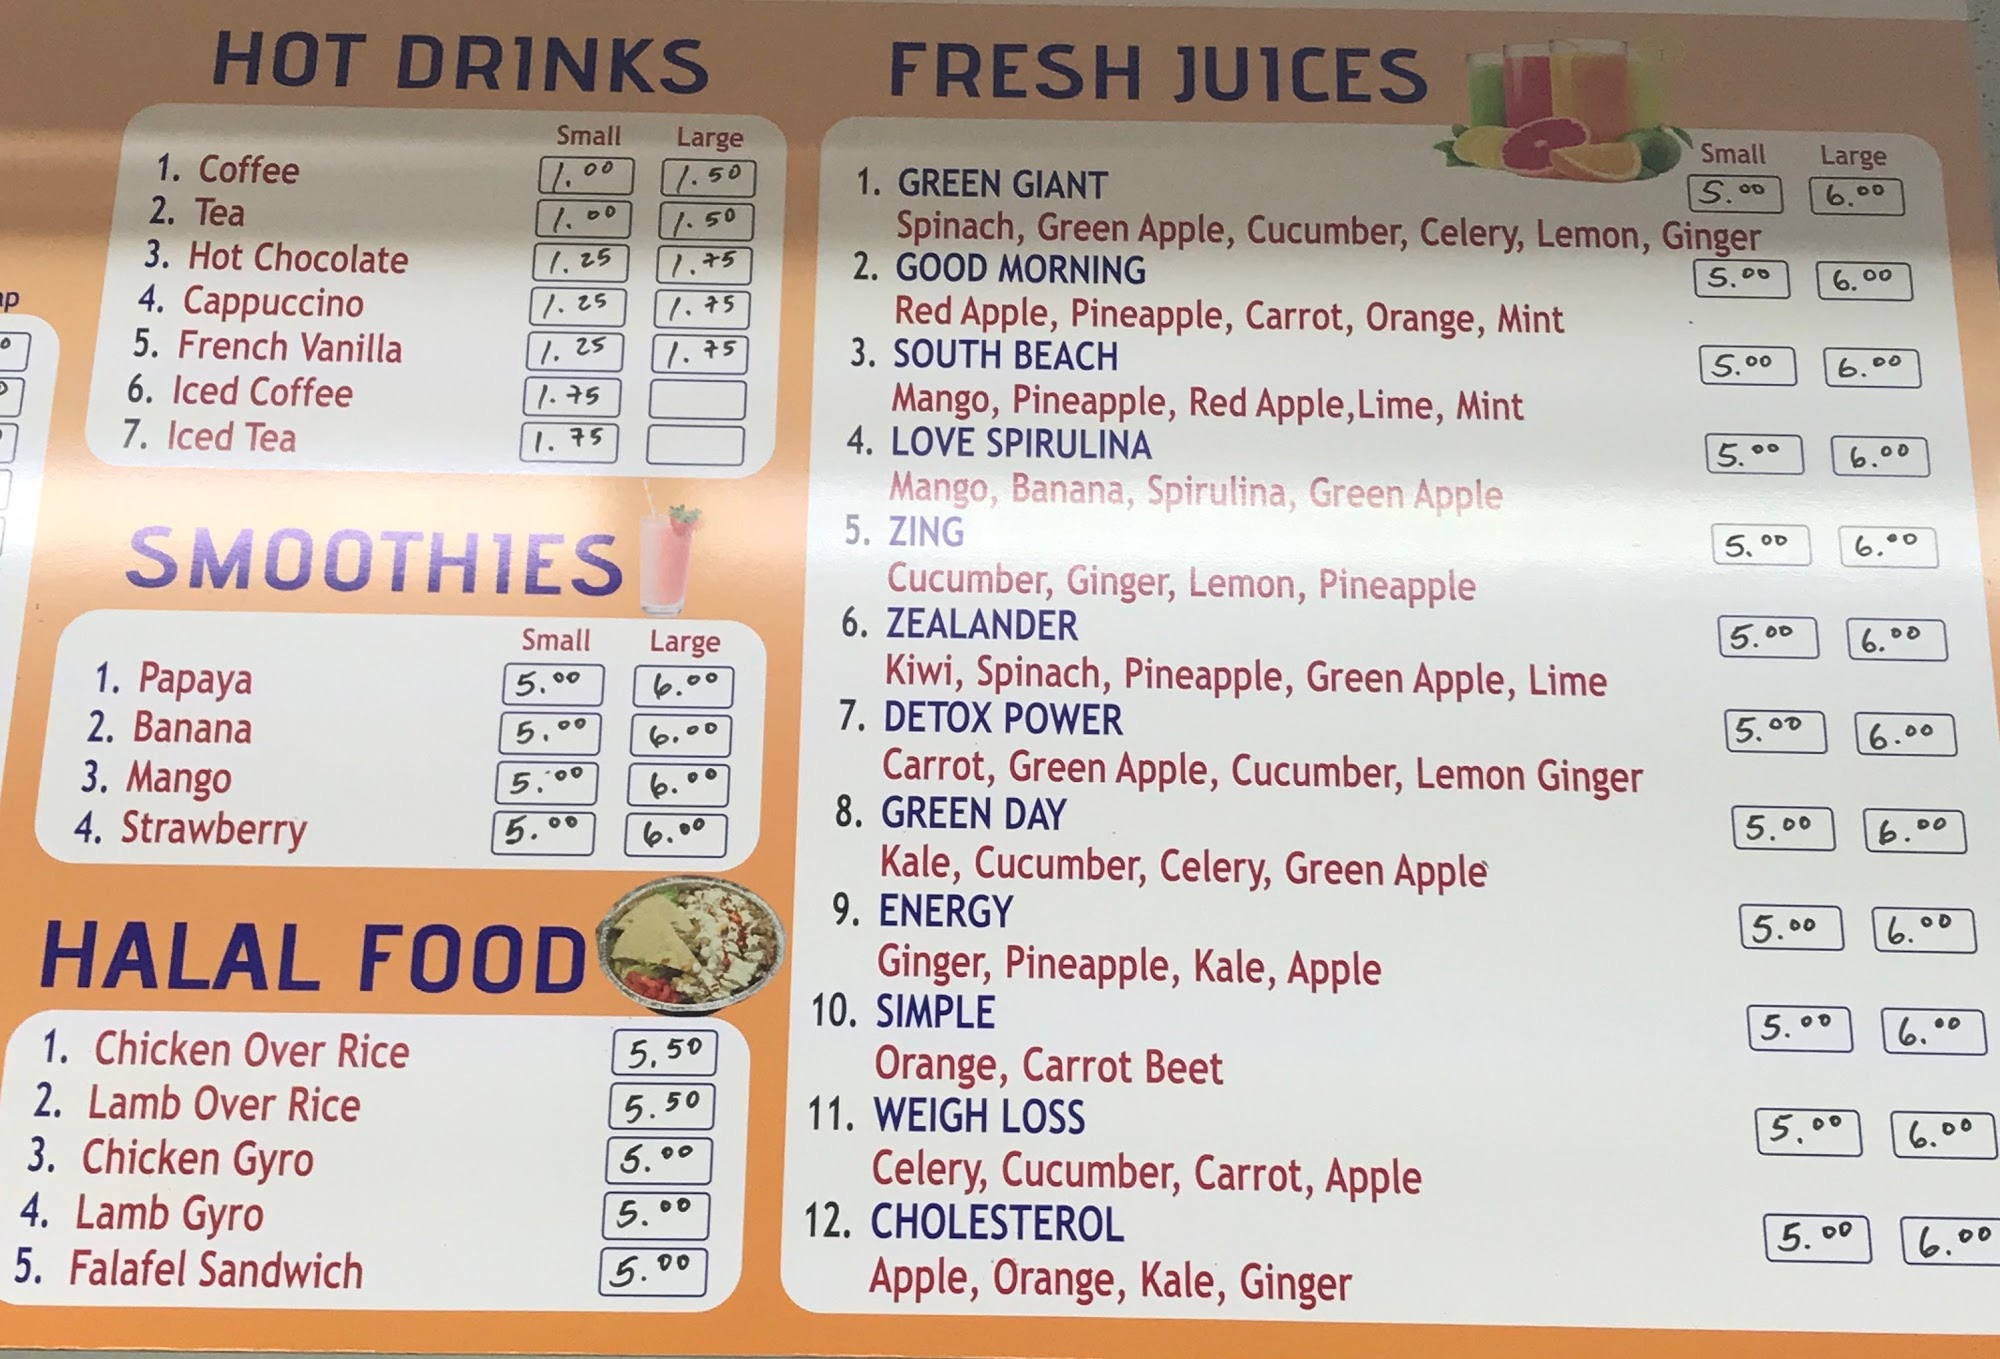 HOT DRINKS
Small Large
1. Coffee 1.00 1.50
2. Tea 1.00 1.50
3. Hot Chocolate 1.25 1.75
4. Cappuccino 1.25 1.75
5. French Vanilla 1.25 1.75
6. Iced Coffee 1.75
7. Iced Tea 1.75
SMOOTHIES
Small Large
1. Papaya 5.00 6.00
2. Banana 5.00 6.00
3. Mango 5.00 6.00
4. Strawberry 5.00 6.00
HALAL FOOD
1. Chicken Over Rice 5.50
2. Lamb Over Rice 5.50
3. Chicken Gyro 5.00
4. Lamb Gyro 5.00
5. Falafel Sandwich 5.00
FRESH JUICES
Small Large
1. GREEN GIANT 5.00 6.00
Spinach, Green Apple, Cucumber, Celery, Lemon, Ginger
2. GOOD MORNING 5.00 6.00
Red Apple, Pineapple, Carrot, Orange, Mint
3. SOUTH BEACH 5.00 6.00
Mango, Pineapple, Red Apple,Lime, Mint
4. LOVE SPIRULINA 5.00 6.00
Mango, Banana, Spirulina, Green Apple
5. ZING 5.00 6.00
Cucumber, Ginger, Lemon, Pineapple
6. ZEALANDER 5.00 6.00
Kiwi, Spinach, Pineapple, Green Apple, Lime
7. DETOX POWER 5.00 6.00
Carrot, Green Apple, Cucumber, Lemon Ginger
8. GREEN DAY 5.00 6.00
Kale, Cucumber, Celery, Green Apple
9. ENERGY 5.00 6.00
Ginger, Pineapple, Kale, Apple
10. SIMPLE 5.00 6.00
Orange, Carrot Beet
11. WEIGH LOSS 5.00 6.00
Celery, Cucumber, Carrot, Apple
12. CHOLESTEROL 5.00 6.00
Apple, Orange, Kale, Ginger